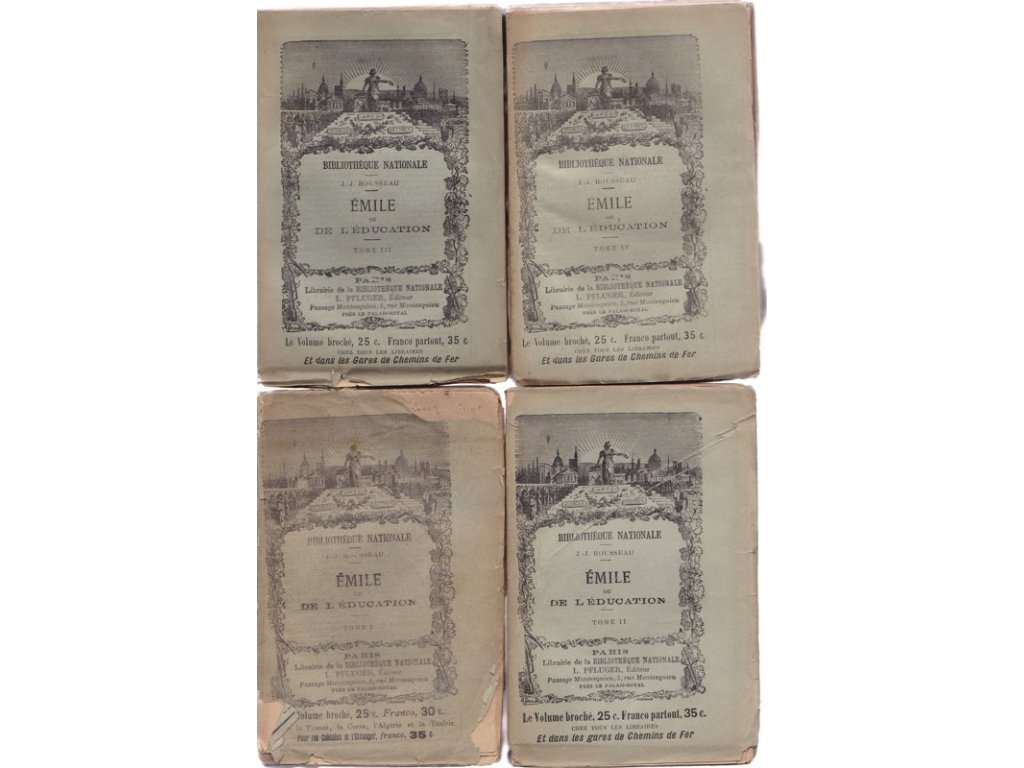 BIBLIOTHÈQUE NATIONALE
J.-J. ROUSSEAU
ÉMILE
OU
DE L'ÉDUCATION
TOME III
PARIS
Librairie de la BIBLIOTHÈQUE NATIONALE
L. PFLUGER, Éditeur
Passage Montesquieu, 5, rue Montesquieu
PRÈS LE PALAIS-ROYAL
Le Volume broché, 25 c. Franco partout, 35 c.
CHEZ TOUS LES LIBRAIRES
Et dans les Gares de Chemins de Fer
BIBLIOTHÈQUE NATIONALE
J.-J. ROUSSEAU
ÉMILE
OU
DE L'ÉDUCATION
TOME IV
PARIS
Librairie de la BIBLIOTHÈQUE NATIONALE
L. PFLUGER, Éditeur
Passage Montesquieu, 5, rue Montesquieu
PRÈS LE PALAIS-ROYAL
Le Volume broché, 25 c. Franco partout, 35 c.
CHEZ TOUS LES LIBRAIRIES
Et dans les Gares de Chemins de Fer
BIBLIOTHÈQUE NATIONALE
J.-J. ROUSSEAU
ÉMILE
OU
DE L'ÉDUCATION
TOME I
PARIS
Librairie de la BIBLIOTHÈQUE NATIONALE
L. PFLUGER, Éditeur
Passage Montesquieu, 5, rue Montesquieu
PRÈS LE PALAIS-ROYAL
Volume broché, 25 c. Franco, 30 c.
la France, la Corse, l'Algérie et la Tunisie
Pour les Colonies et l'Étranger, franco, 35 c
BIBLIOTHÈQUE NATIONALE
J.-J. ROUSSEAU
ÉMILE
OU
DE L'ÉDUCATION
TOME II
PARIS
Librairie de la BIBLIOTHÈQUE NATIONALE
L. PFLUGER, Éditeur
Passage Montesquieu, 5, rue Montesquieu
PRÈS LE PALAIS-ROYAL
Le Volume broché, 25 c. Franco partout, 35 c.
CHEZ TOUS LES LIBRAIRES
Et dans les gares de Chemins de Fer